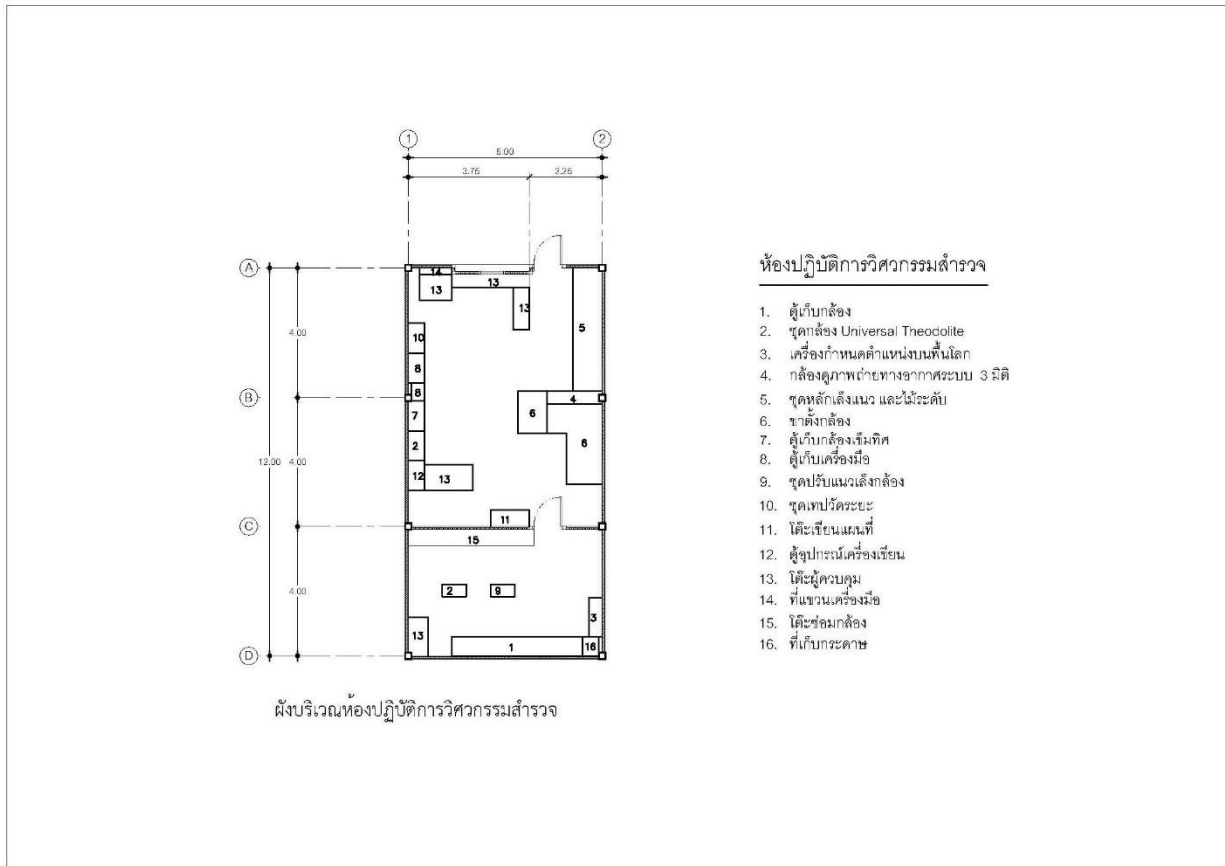 1 2
6.00
3.75 2.25
A
14
13 13
13
5
10
4.00
8
B
8
4
7
6
6
2
12.00 4.00
12 13
11
C
15
4.00
2 9
3
13
1 16
D
ผังบริเวณห้องปฏิบัติการวิศวกรรมสำรวจ
ห้องปฏิบัติการวิศวกรรมสำรวจ
1. ตู้เก็บกล้อง
2. ชุดกล้อง Universal Theodolite
3. เครื่องกำหนดตำแหน่งบนพื้นโลก
4. กล้องดูภาพถ่ายทางอากาศระบบ 3 มิติ
5. ชุดหลักเล็งแนว และไม้ระดับ
6. ขาตั้งกล้อง
7. ตู้เก็บกล้องเข็มทิศ
8. ตู้เก็บเครื่องมือ
9. ชุดปรับแนวเล็งกล้อง
10. ชุดเทปวัดระยะ
11. โต๊ะเขียนแผนที่
12. ตู้อุปกรณ์เครื่องเขียน
13. โต๊ะผู้ควบคุม
14. ที่แขวนเครื่องมือ
15. โต๊ะซ่อมกล้อง
16. ที่เก็บกระดาษ